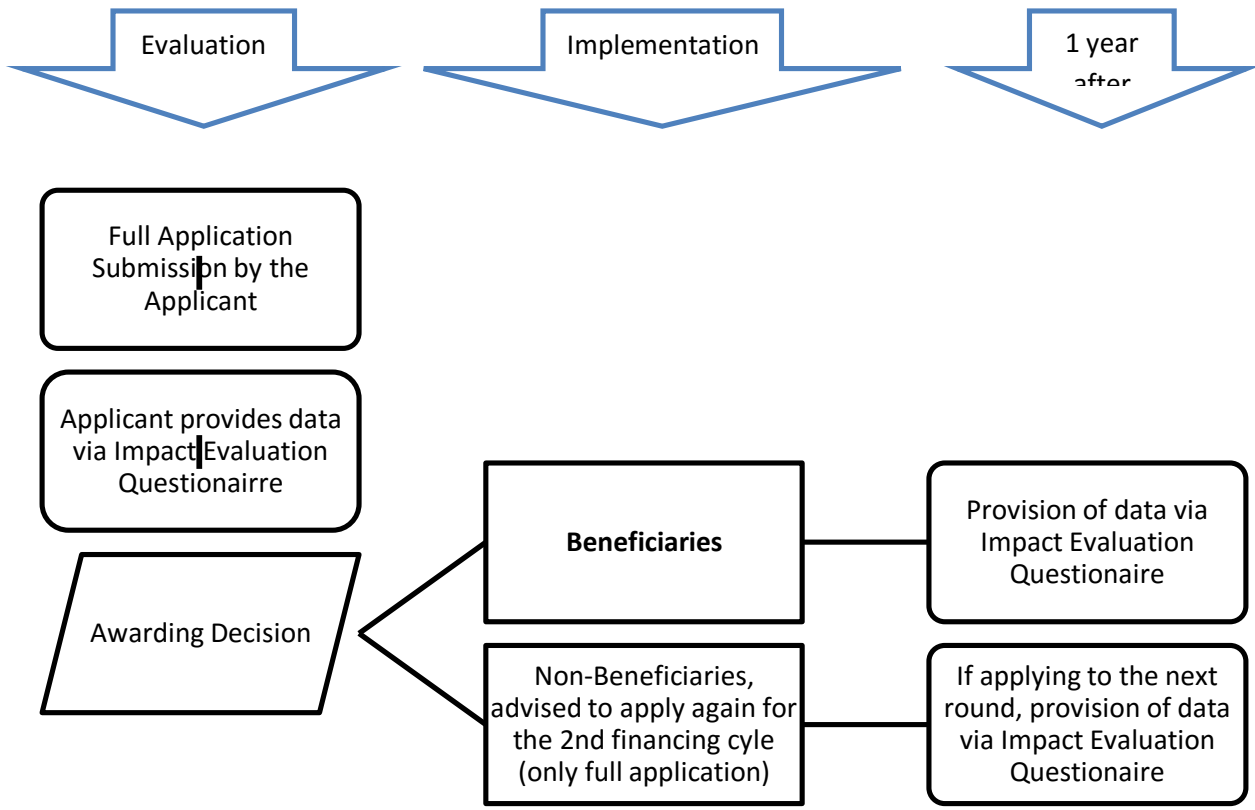 Evaluation
Implementation
1 year
after
Full Application
Submission by the
Applicant
Applicant provides data
via Impact Evaluation
Questionairre
Awarding Decision
Beneficiaries
Non-Beneficiaries,
advised to apply again for
the 2nd financing cyle
(only full application)
Provision of data via
Impact Evaluation
Questionaire
If applying to the next
round, provision of data
via Impact Evaluation
Questionaire